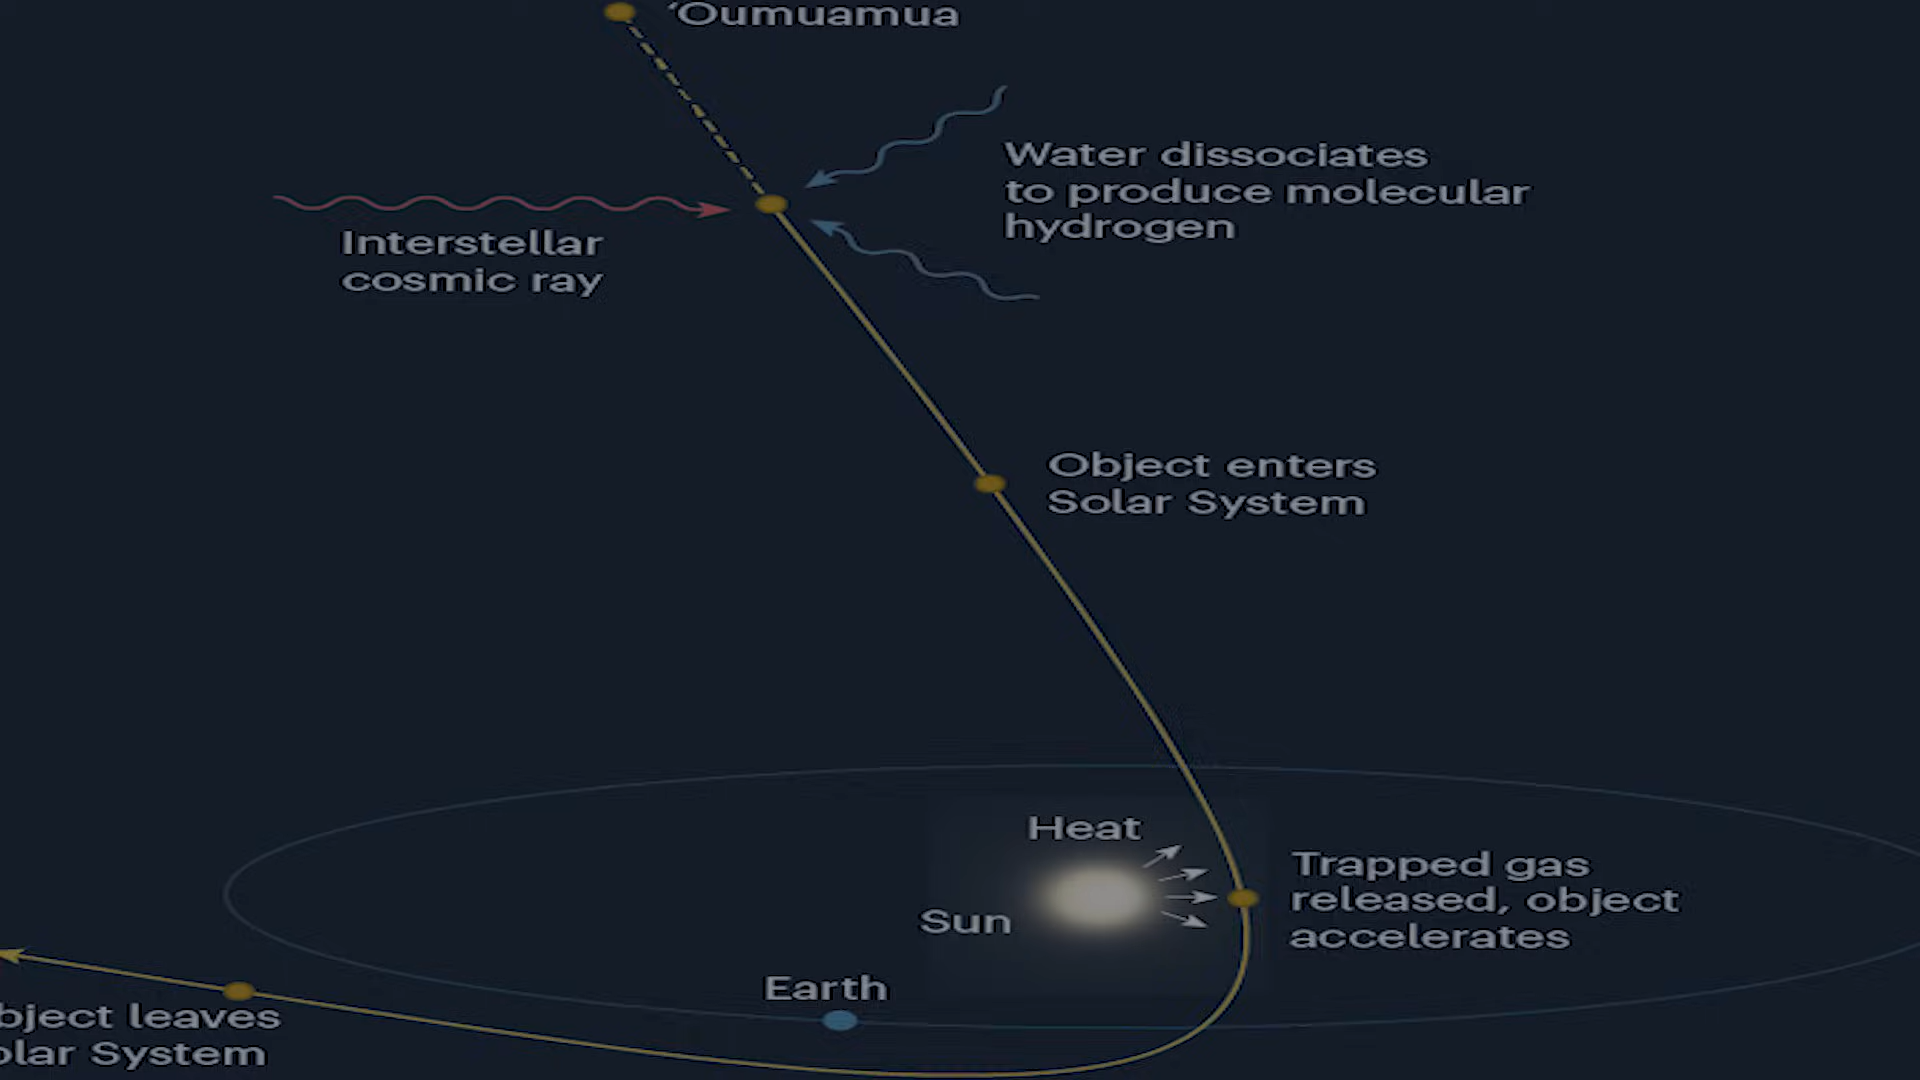 ‘Oumuamua
Water dissociates
to produce molecular
hydrogen
Interstellar
cosmic ray
Object enters
Solar System
Heat
Trapped gas
released, object
accelerates
Sun
Earth
bject leaves
olar System